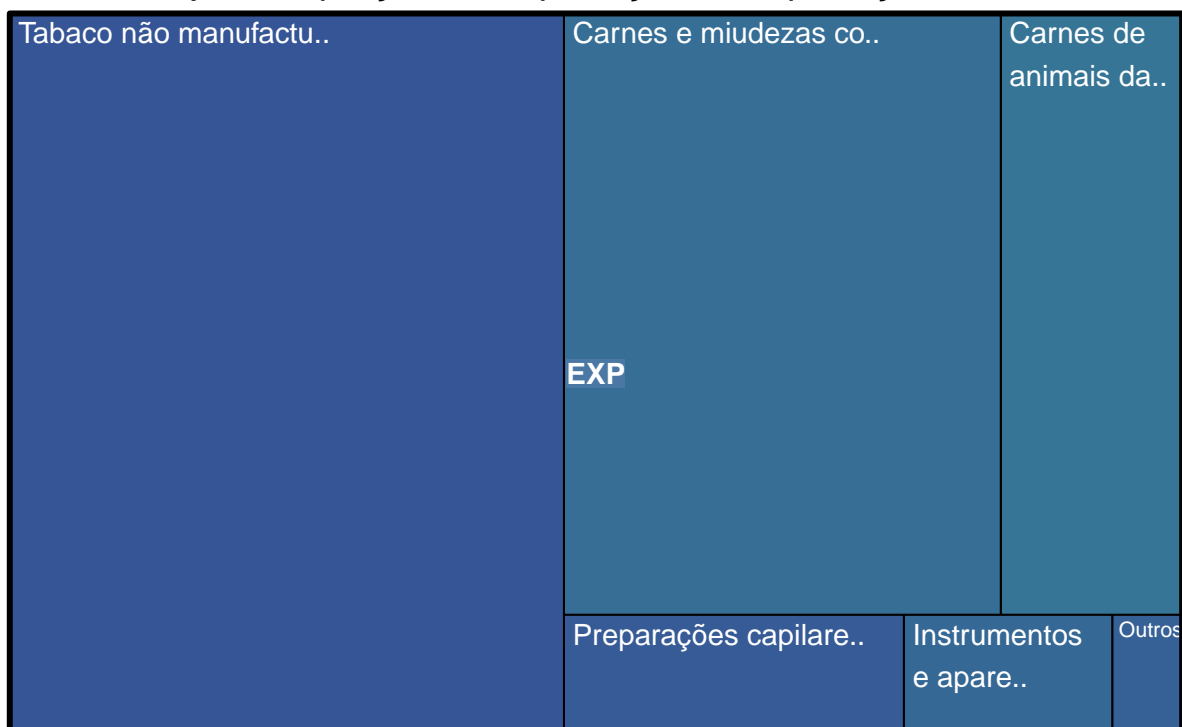 Tabaco não manufactu..
Carnes e miudezas co..
Carnes de
animais da..
EXP
Preparações capilare..
Instrumentos
e apare..
Outros